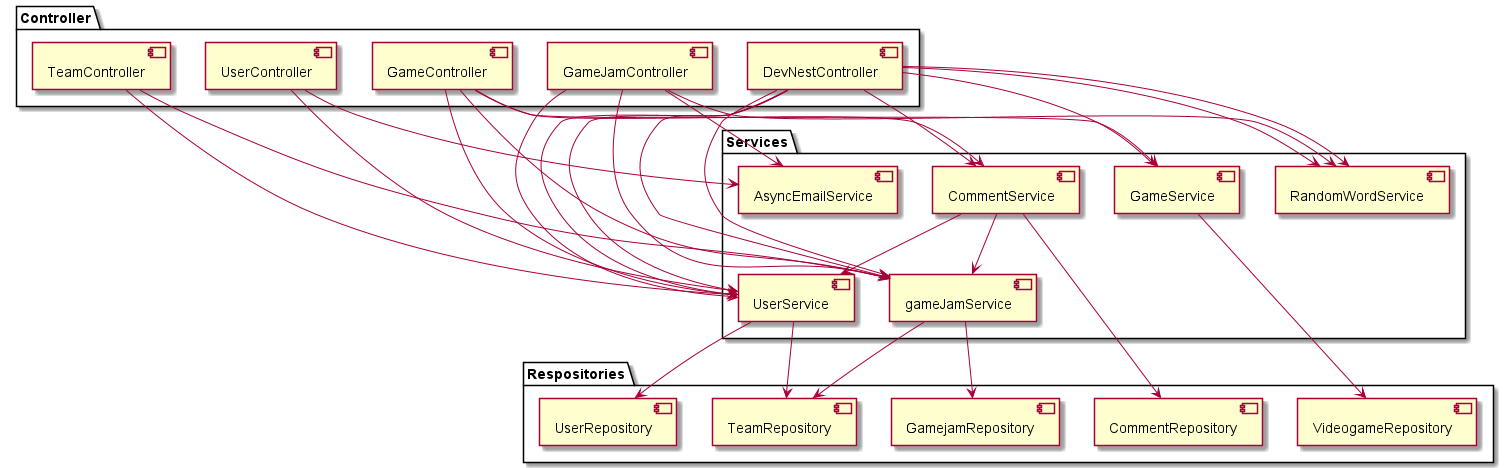 Controller
TeamController
UserController
GameController
GameJamController
DevNestController
Services
AsyncEmailService
CommentService
GameService
RandomWordService
UserService
gameJamService
Respositories
UserRepository
TeamRepository
GamejamRepository
CommentRepository
VideogameRepository